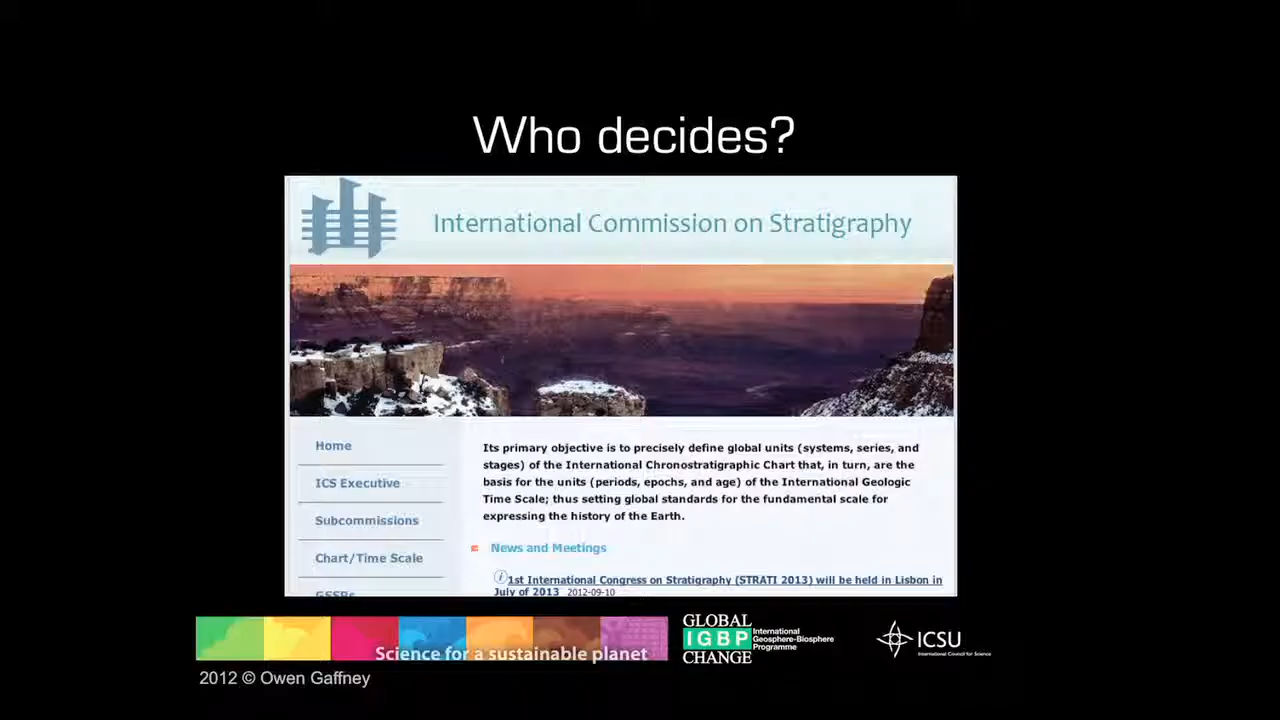 Who decides?
International Commission on Stratigraphy
Home
ICS Executive
Subcommissions
Chart/Time Scale
GSSPs
Its primary objective is to precisely define global units (systems, series, and
stages) of the International Chronostratigraphic Chart that, in turn, are the
basis for the units (periods, epochs, and age) of the International Geologic
Time Scale; thus setting global standards for the fundamental scale for
expressing the history of the Earth.
News and Meetings
i 1st International Congress on Stratigraphy (STRATI 2013) will be held in Lisbon in
July of 2013 2012-09-10
Science for a sustainable planet
GLOBAL
IGBP
CHANGE
International
Geosphere-Biosphere
Programme
ICSU
International Council for Science
2012 © Owen Gaffney